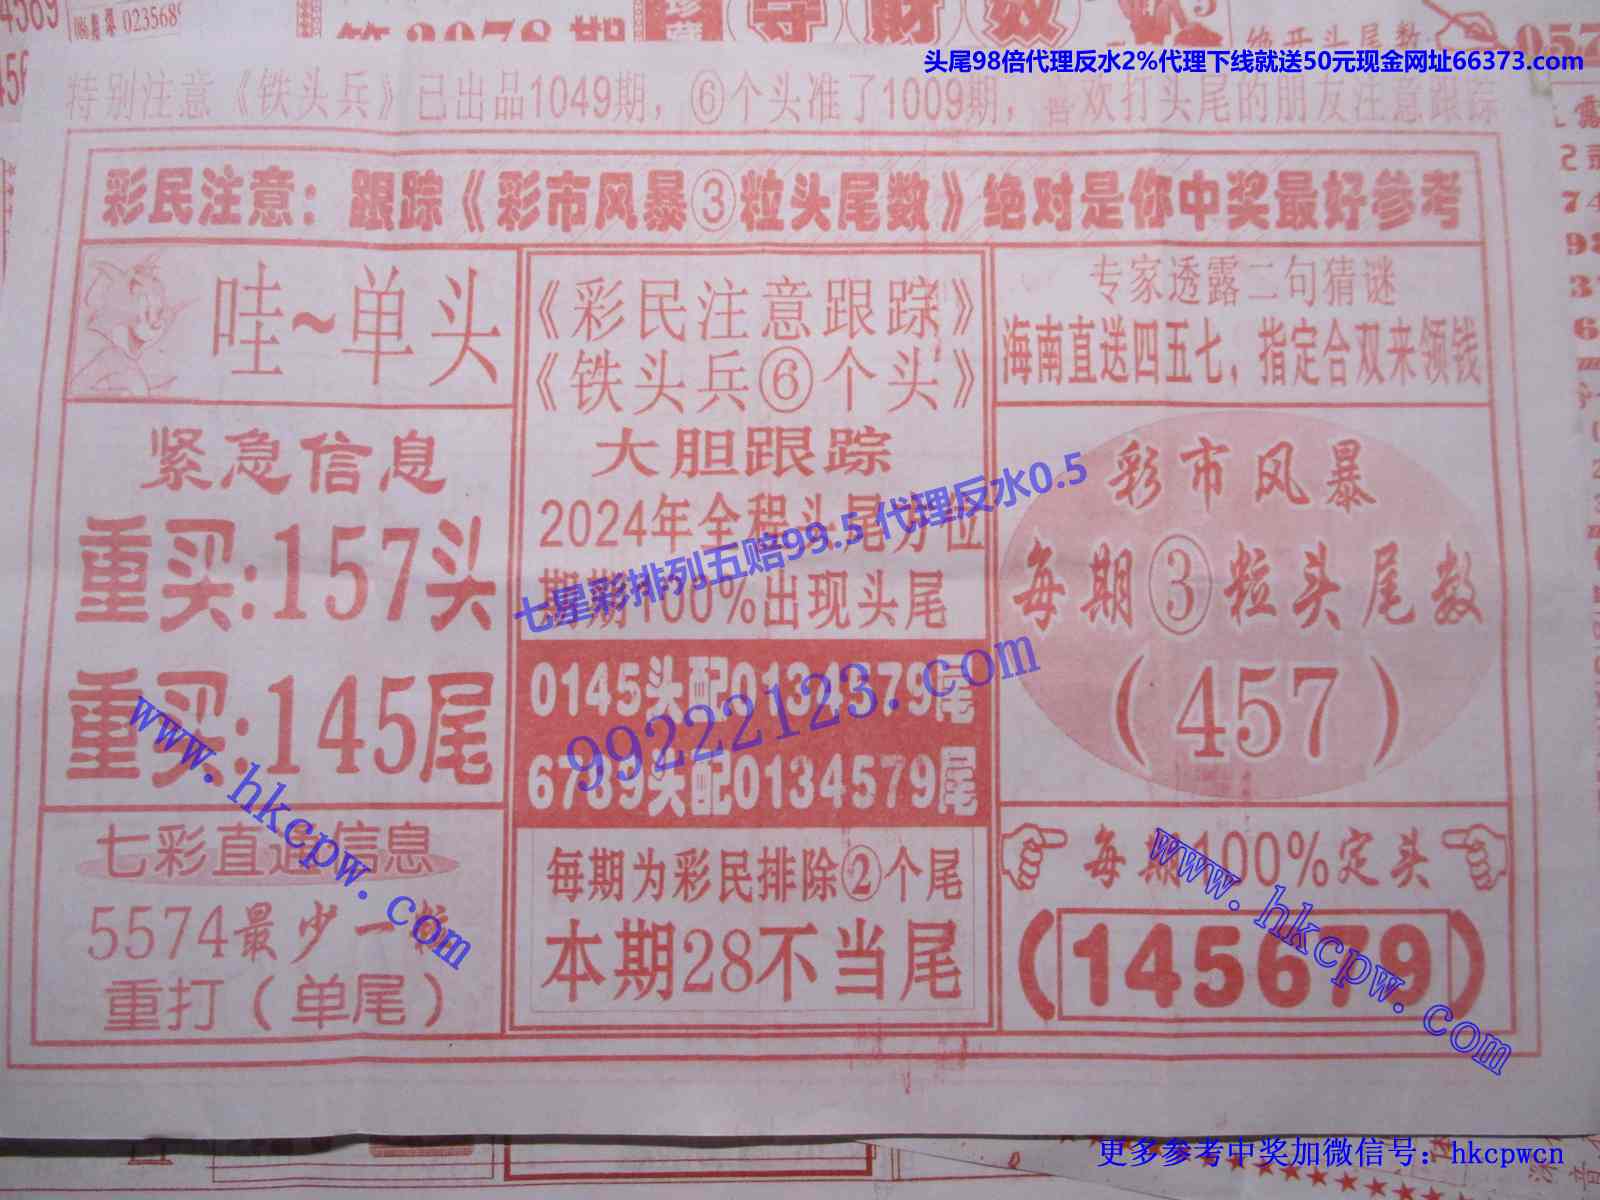 023568
头尾98倍代理反水2%代理下线就送50元现金网址66373.com
特别注意《铁头兵》已出品1049期，⑥个头准了1009期，喜欢打头尾的朋友注意跟踪
彩民注意：跟踪《彩市风暴③粒头尾数》绝对是你中奖最好参考
哇~单头
紧急信息
重买:157头
重买:145尾
七彩直通信息
5574最少一粒
重打（单尾）
《彩民注意跟踪》
《铁头兵⑥个头》
大胆跟踪
2024年全程头尾方位
期期100%出现头尾
0145头配0134579尾
6789头配0134579尾
每期为彩民排除②个尾
本期28不当尾
专家透露二句猜谜
海南直送四五七，指定合双来领钱
彩市风暴
每期③粒头尾数
（457）
每期100%定头
（145679）
七星彩排列五赔99.5代理反水0.5
99222123.com
www.hkcpw.com
www.hkcpw.com
更多参考中奖加微信号：hkcpwcn